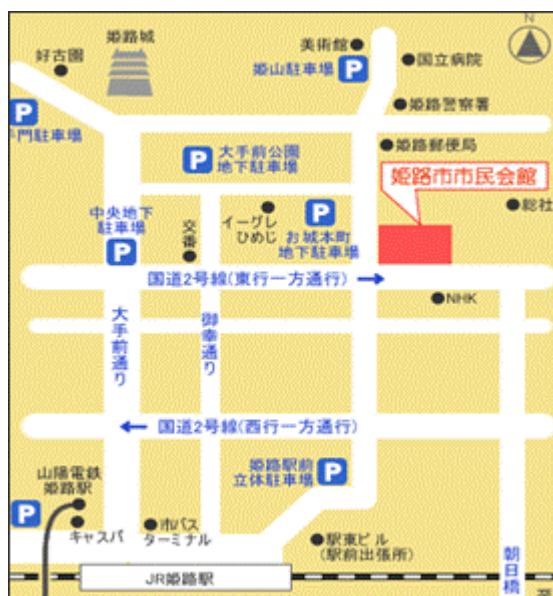 N
姫路城
美術館
好古園
国立病院
P
姫山駐車場
姫路警察署
P
門駐車場
P
大手前公園
地下駐車場
姫路郵便局
姫路市市民会館
総社
中央地下
駐車場
P
交番
イーグレ
ひめじ
P
お城本町
地下駐車場
国道2号線(東行一方通行)
NHK
大手前通り
御幸通り
国道2号線(西行一方通行)
山陽電鉄
姫路駅
姫路駅前
立体駐車場
P
P
キャスパ
市バス
ターミナル
駅東ビル
(駅前出張所)
朝日橋
JR姫路駅